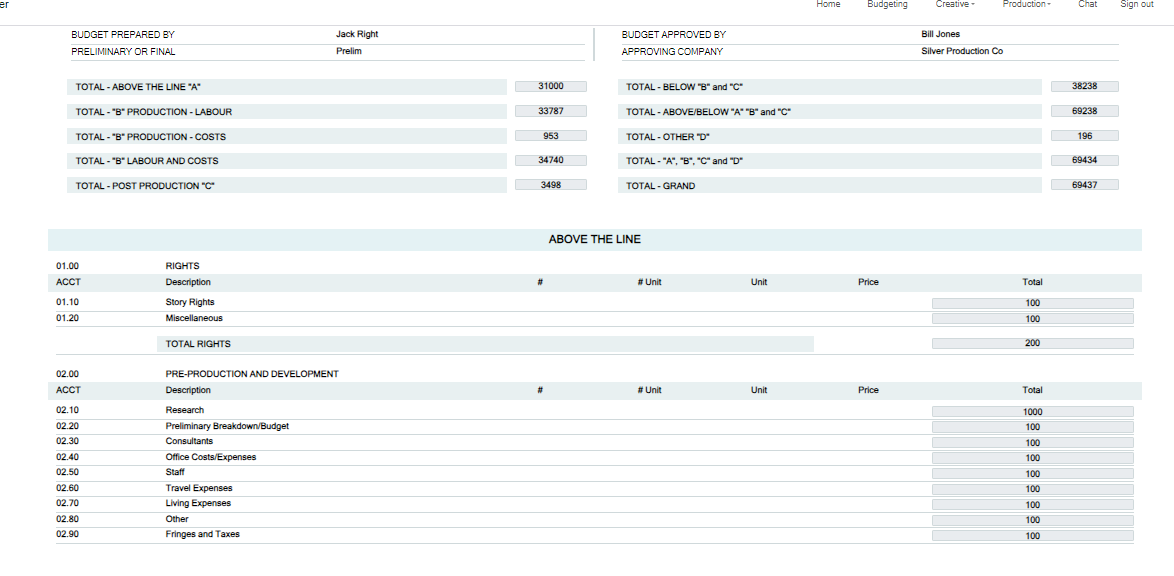 er Home Budgeting Creative Production Chat Sign out
BUDGET PREPARED BY Jack Right BUDGET APPROVED BY Bill Jones
PRELIMINARY OR FINAL Prelim APPROVING COMPANY Silver Production Co
TOTAL - ABOVE THE LINE "A" 31000 TOTAL - BELOW "B" and "C" 38238
TOTAL - "B" PRODUCTION - LABOUR 33787 TOTAL - ABOVE/BELOW "A" "B" and "C" 69238
TOTAL - "B" PRODUCTION - COSTS 953 TOTAL - OTHER "D" 196
TOTAL - "B" LABOUR AND COSTS 34740 TOTAL - "A", "B", "C" and "D" 69434
TOTAL - POST PRODUCTION "C" 3498 TOTAL - GRAND 69437
ABOVE THE LINE
01.00 RIGHTS
ACCT Description # # Unit Unit Price Total
01.10 Story Rights 100
01.20 Miscellaneous 100
TOTAL RIGHTS 200
02.00 PRE-PRODUCTION AND DEVELOPMENT
ACCT Description # # Unit Unit Price Total
02.10 Research 1000
02.20 Preliminary Breakdown/Budget 100
02.30 Consultants 100
02.40 Office Costs/Expenses 100
02.50 Staff 100
02.60 Travel Expenses 100
02.70 Living Expenses 100
02.80 Other 100
02.90 Fringes and Taxes 100